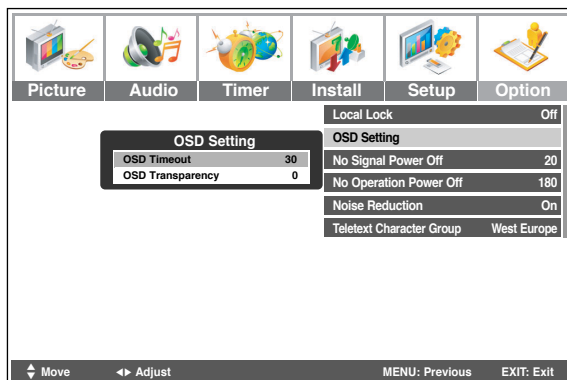 Picture Audio Timer Install Setup Option
Local Lock Off
OSD Setting
No Signal Power Off 20
No Operation Power Off 180
Noise Reduction On
Teletext Character Group West Europe
OSD Setting
OSD Timeout 30
OSD Transparency 0
Move Adjust MENU: Previous EXIT: Exit